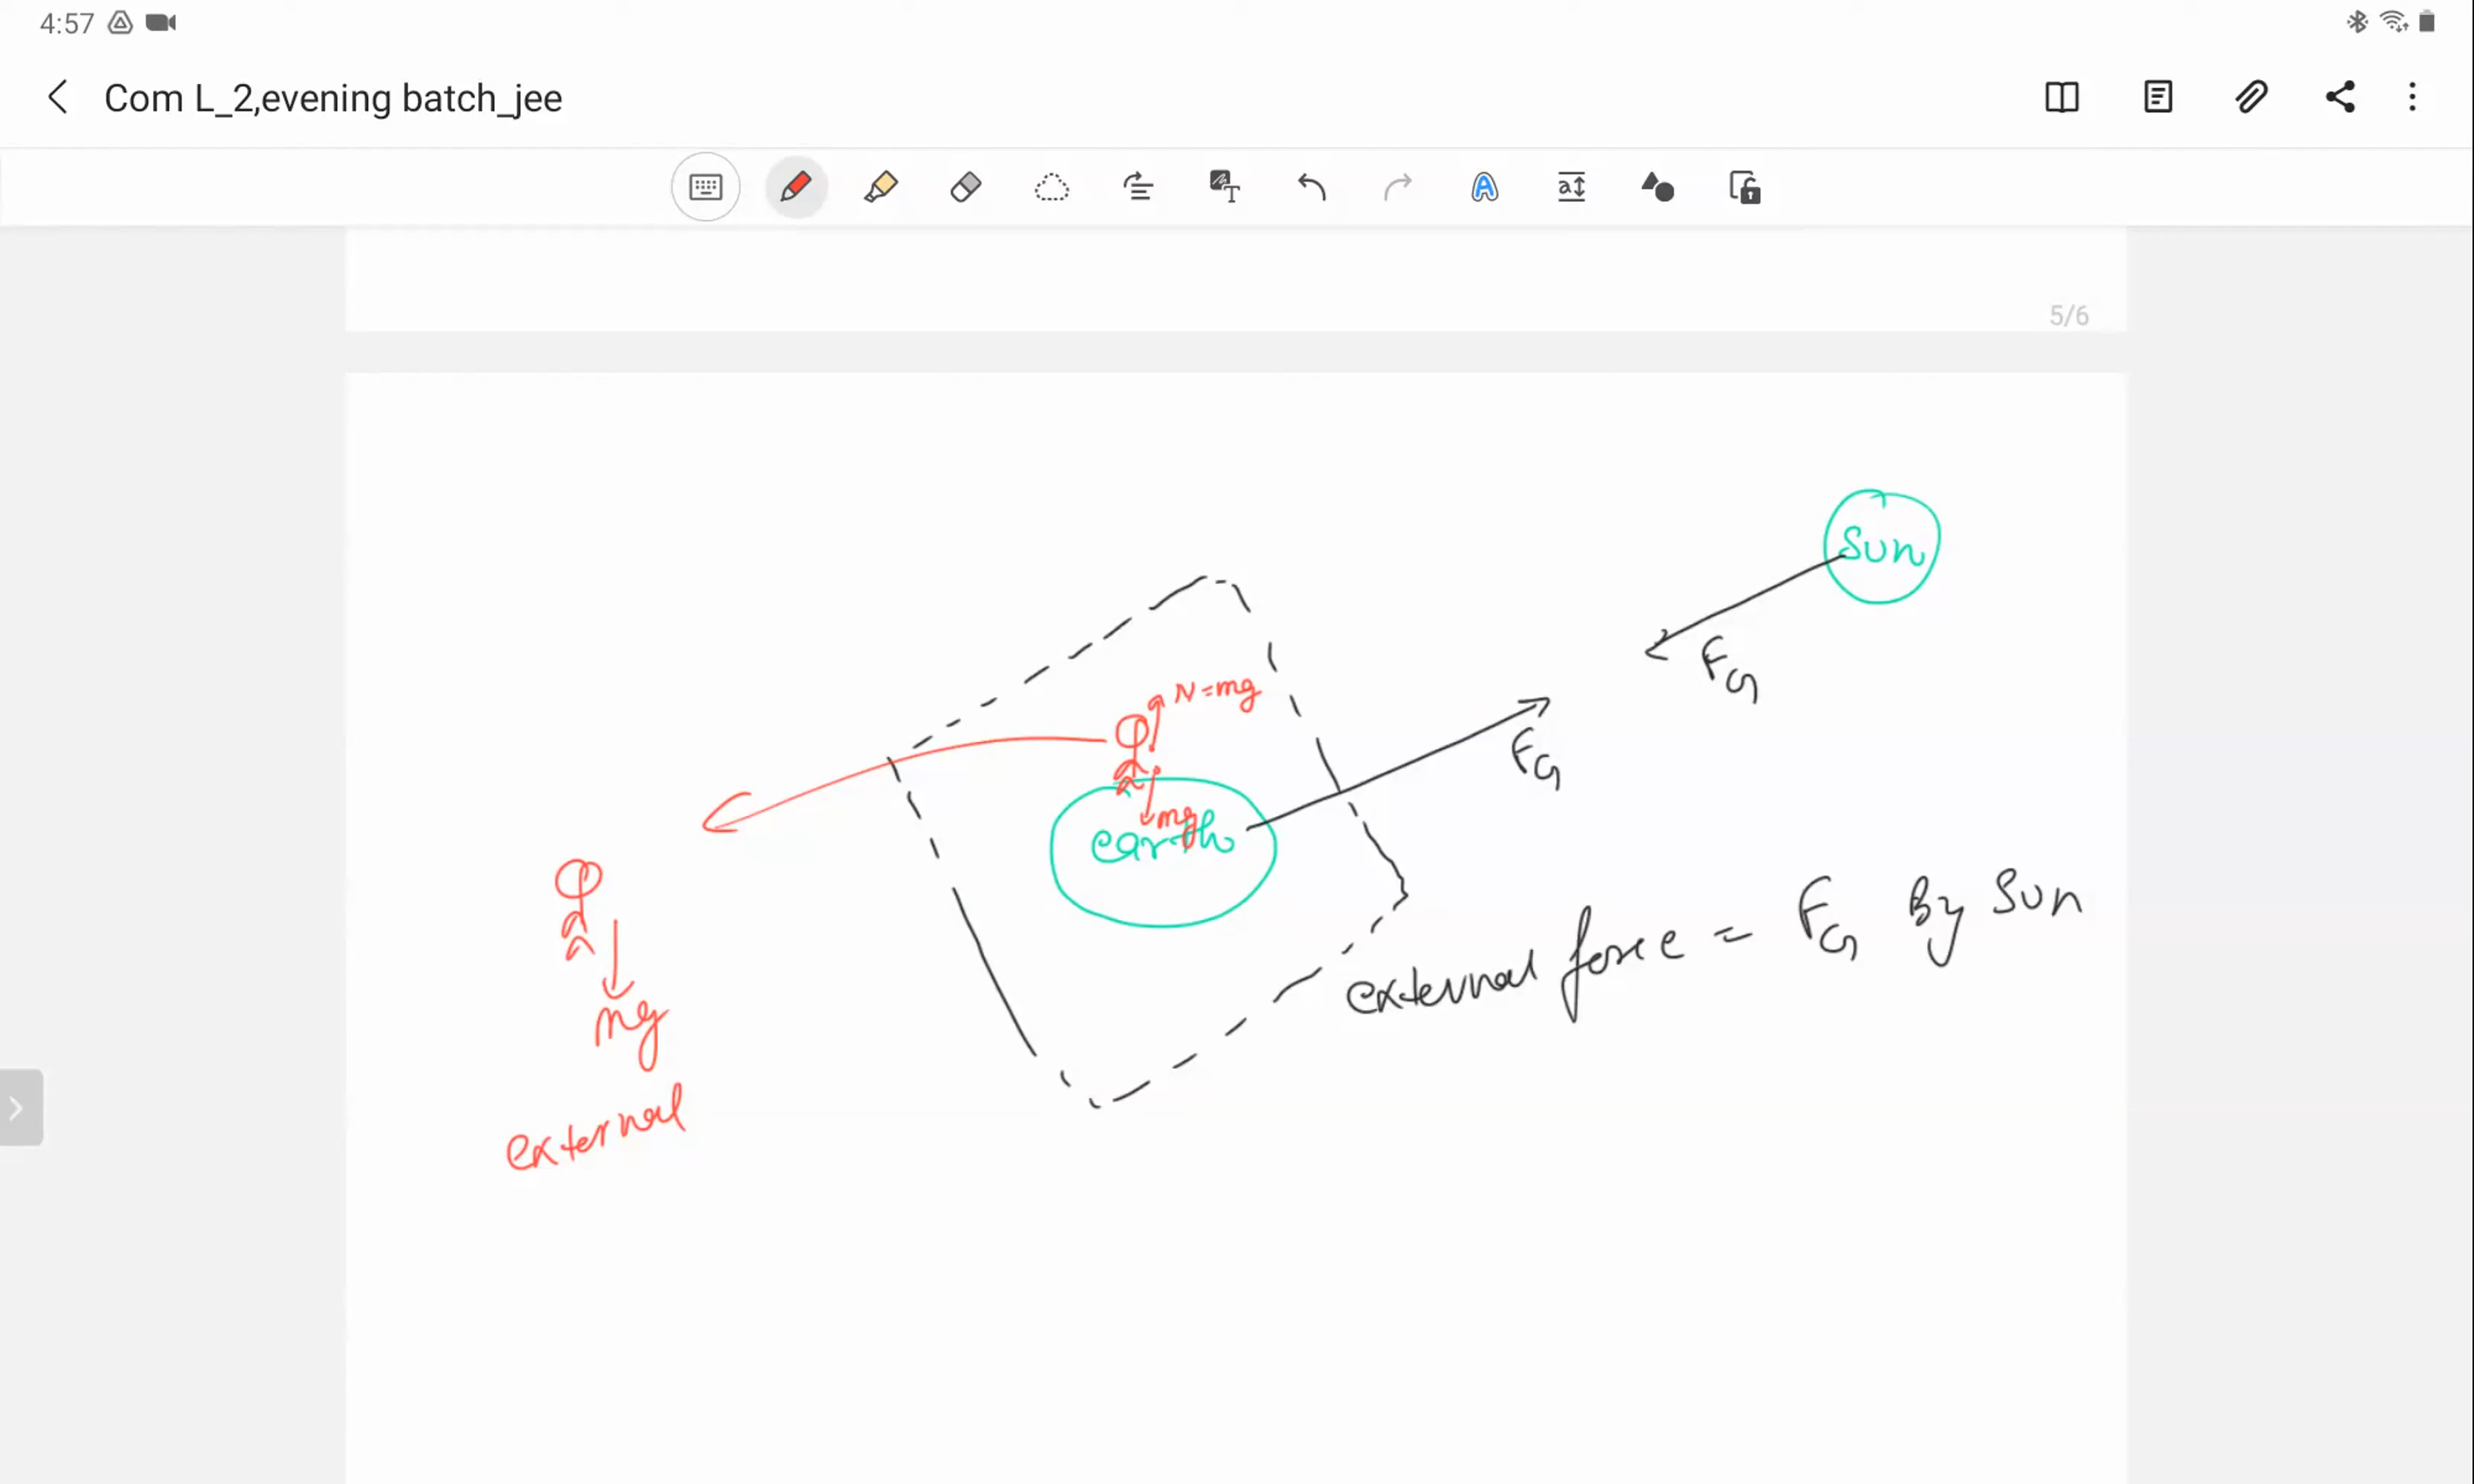 4:57
Com L_2,evening batch_jee
5/6
Sun
FG
N=mg
FG
mg
earth
external force = FG By Sun
mg
external